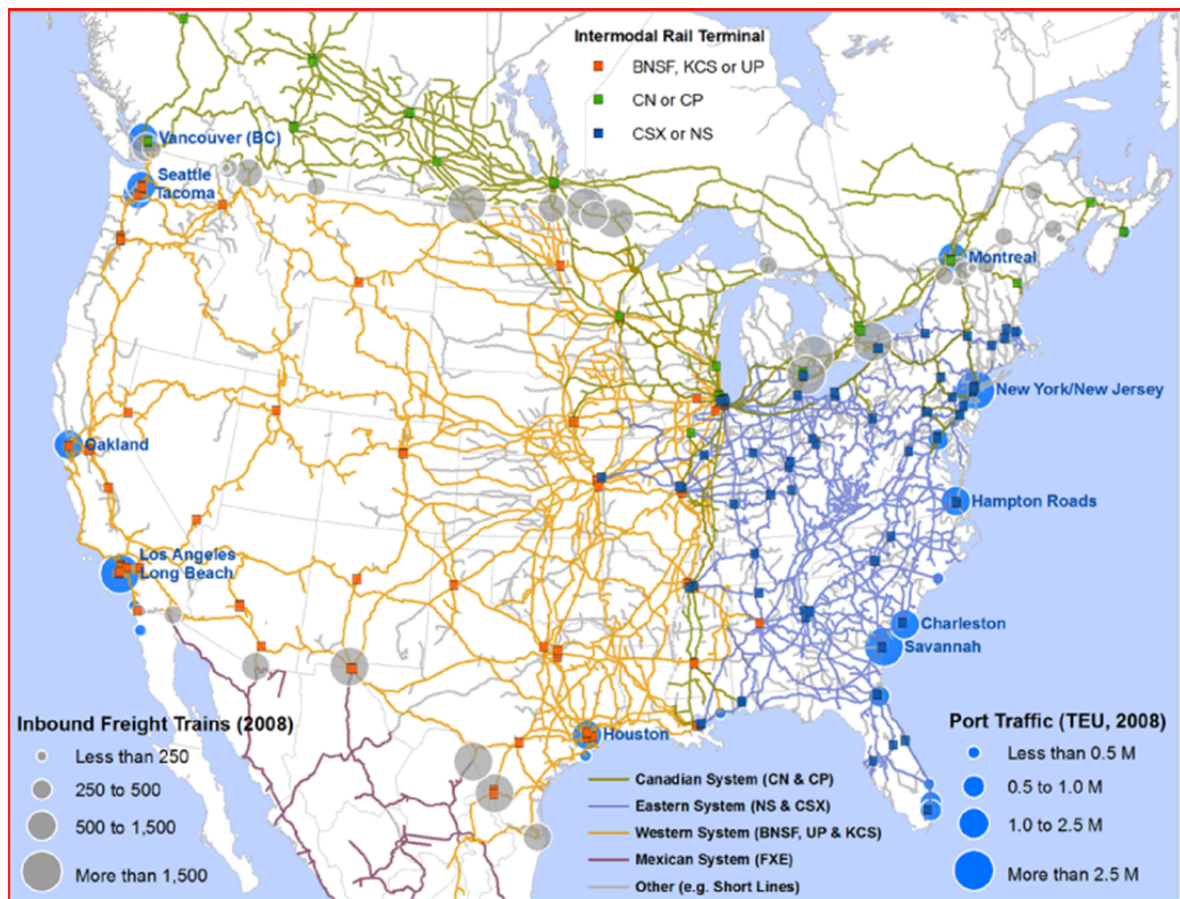 Intermodal Rail Terminal
BNSF, KCS or UP
CN or CP
CSX or NS
Vancouver (BC)
Seattle
Tacoma
Montreal
New York/New Jersey
Oakland
Hampton Roads
Los Angeles
Long Beach
Charleston
Savannah
Houston
Inbound Freight Trains (2008)
Less than 250
250 to 500
500 to 1,500
More than 1,500
Canadian System (CN & CP)
Eastern System (NS & CSX)
Western System (BNSF, UP & KCS)
Mexican System (FXE)
Other (e.g. Short Lines)
Port Traffic (TEU, 2008)
Less than 0.5 M
0.5 to 1.0 M
1.0 to 2.5 M
More than 2.5 M